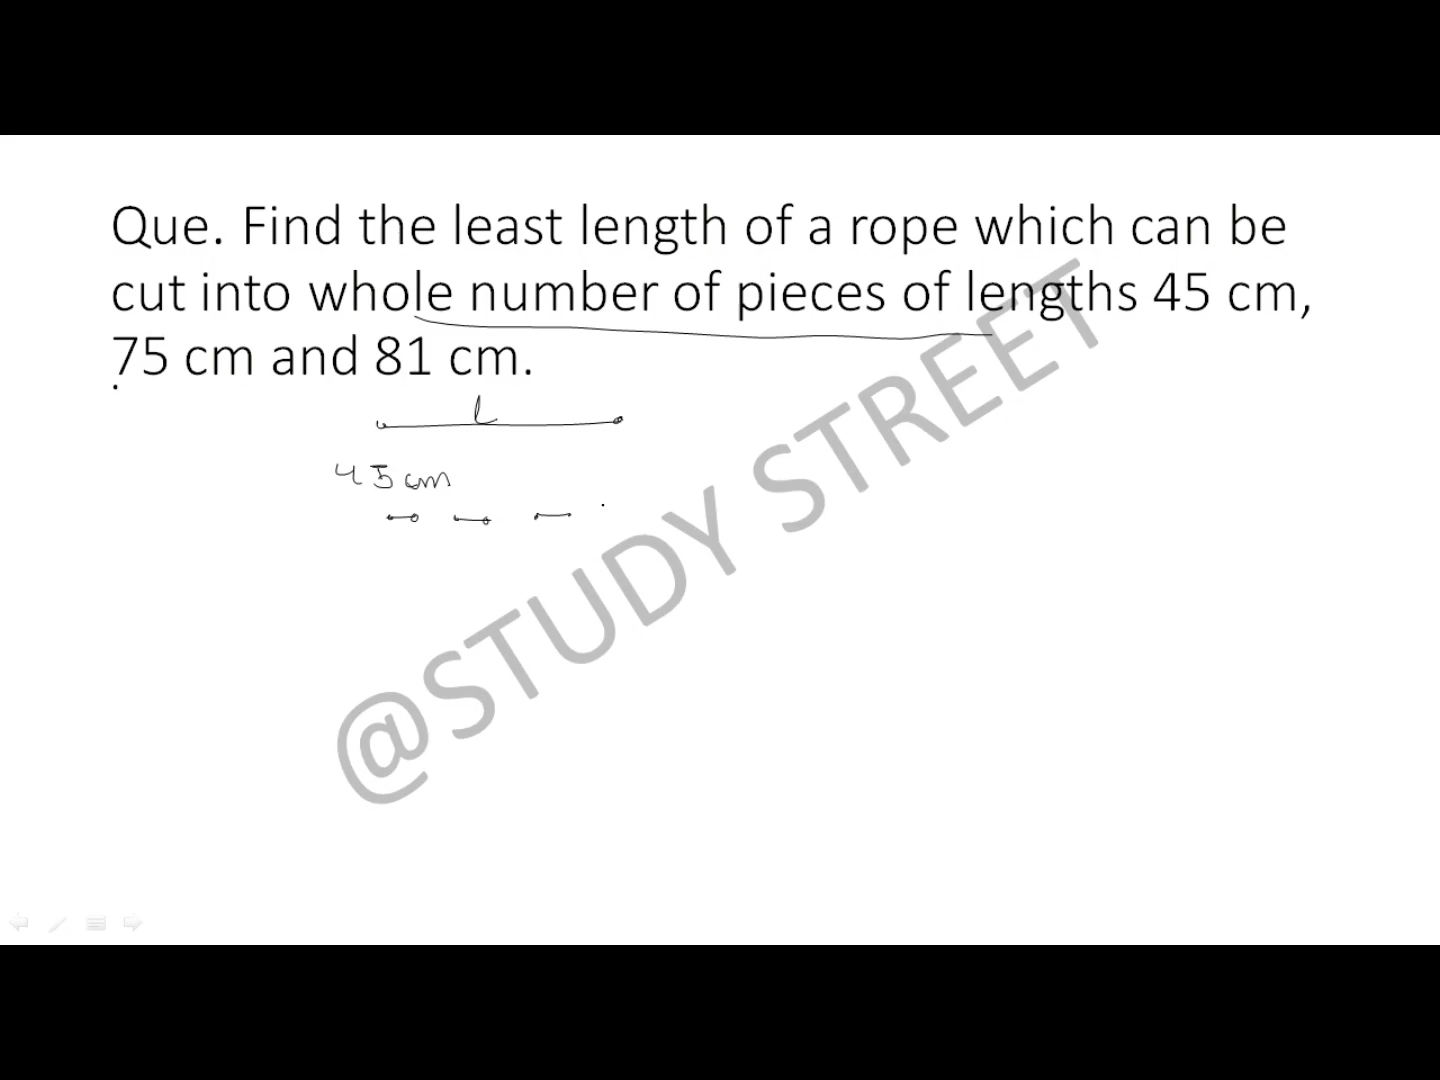 Que. Find the least length of a rope which can be
cut into whole number of pieces of lengths 45 cm,
75 cm and 81 cm.
l
45 cm
@STUDY STREET